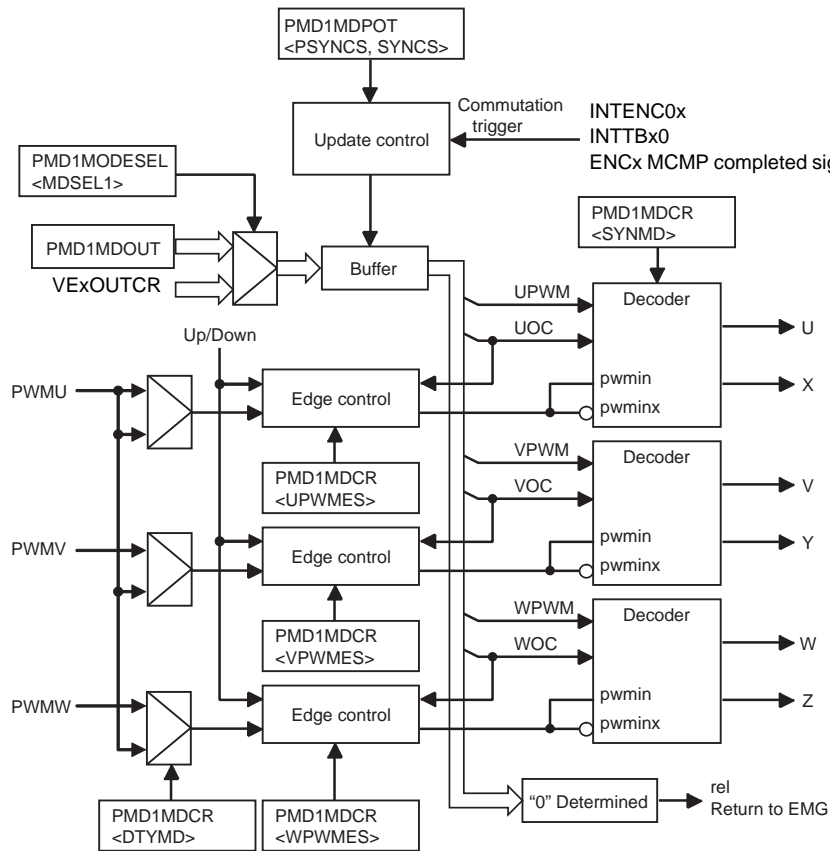 PMD1MDPOT
<PSYNCS, SYNCS>
Update control
Commutation
trigger
INTENC0x
INTTBx0
ENCx MCMP completed sig
PMD1MODESEL
<MDSEL1>
PMD1MDOUT
VExOUTCR
Buffer
PMD1MDCR
<SYNMD>
Up/Down
UPWM
UOC
Decoder
pwmin
pwminx
U
X
PWMU
Edge control
PMD1MDCR
<UPWMES>
VPWM
VOC
Decoder
pwmin
pwminx
V
Y
PWMV
Edge control
PMD1MDCR
<VPWMES>
WPWM
WOC
Decoder
pwmin
pwminx
W
Z
PWMW
Edge control
PMD1MDCR
<DTYMD>
PMD1MDCR
<WPWMES>
“0” Determined
rel
Return to EMG